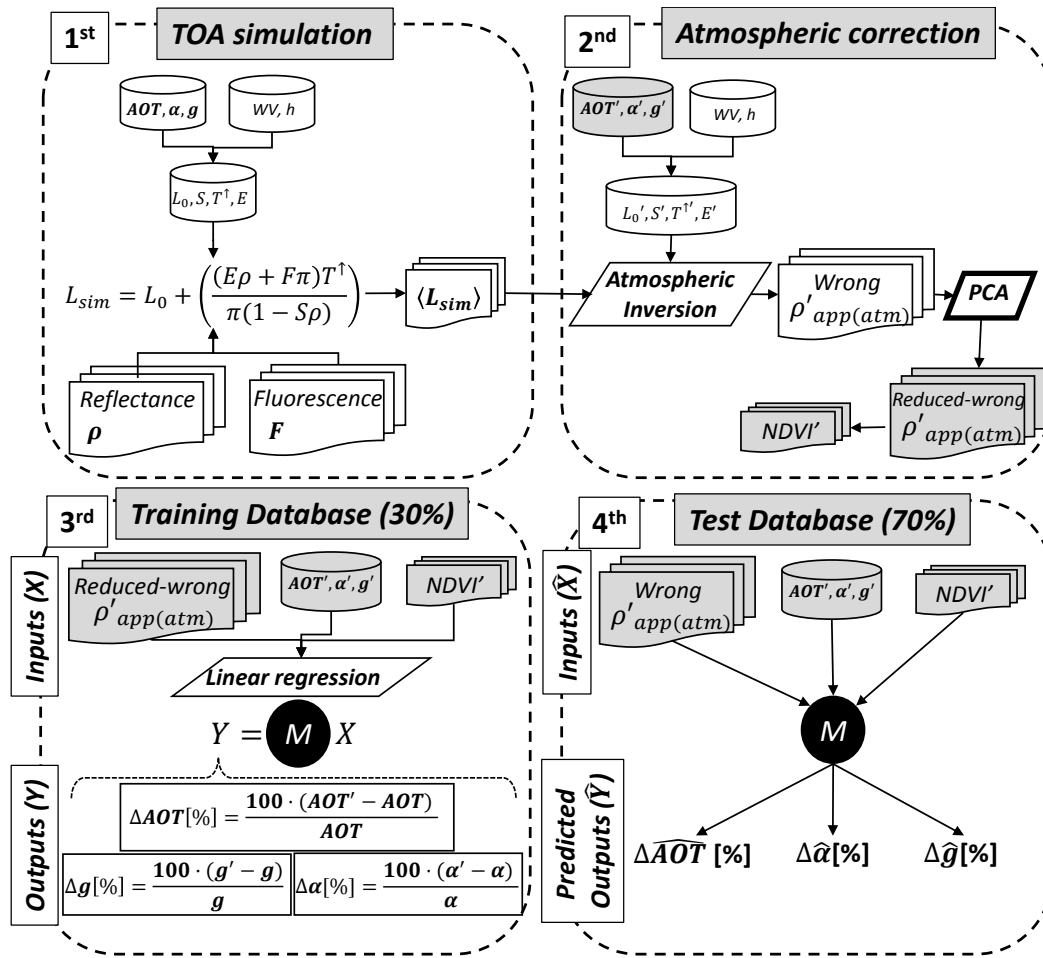 1st
TOA simulation
AOT, α, g
WV, h
L₀, S, T↑, E
L_sim = L₀ + ( (Eρ + Fπ)T↑ / π(1 − Sρ) )
⟨L_sim⟩
Reflectance
ρ
Fluorescence
F
2nd
Atmospheric correction
AOT′, α′, g′
WV, h
L₀′, S′, T↑′, E′
Atmospheric
Inversion
Wrong
ρ′app(atm)
PCA
Reduced-wrong
ρ′app(atm)
NDVI′
3rd
Training Database (30%)
Inputs (X)
Reduced-wrong
ρ′app(atm)
AOT′, α′, g′
NDVI′
Linear regression
Y = M X
Outputs (Y)
ΔAOT[%] = 100 · (AOT′ − AOT) / AOT
Δg[%] = 100 · (g′ − g) / g
Δα[%] = 100 · (α′ − α) / α
4th
Test Database (70%)
Inputs (X̂)
Wrong
ρ′app(atm)
AOT′, α′, g′
NDVI′
M
Predicted
Outputs (Ŷ)
ΔAOT̂ [%]
Δα̂[%]
Δĝ[%]